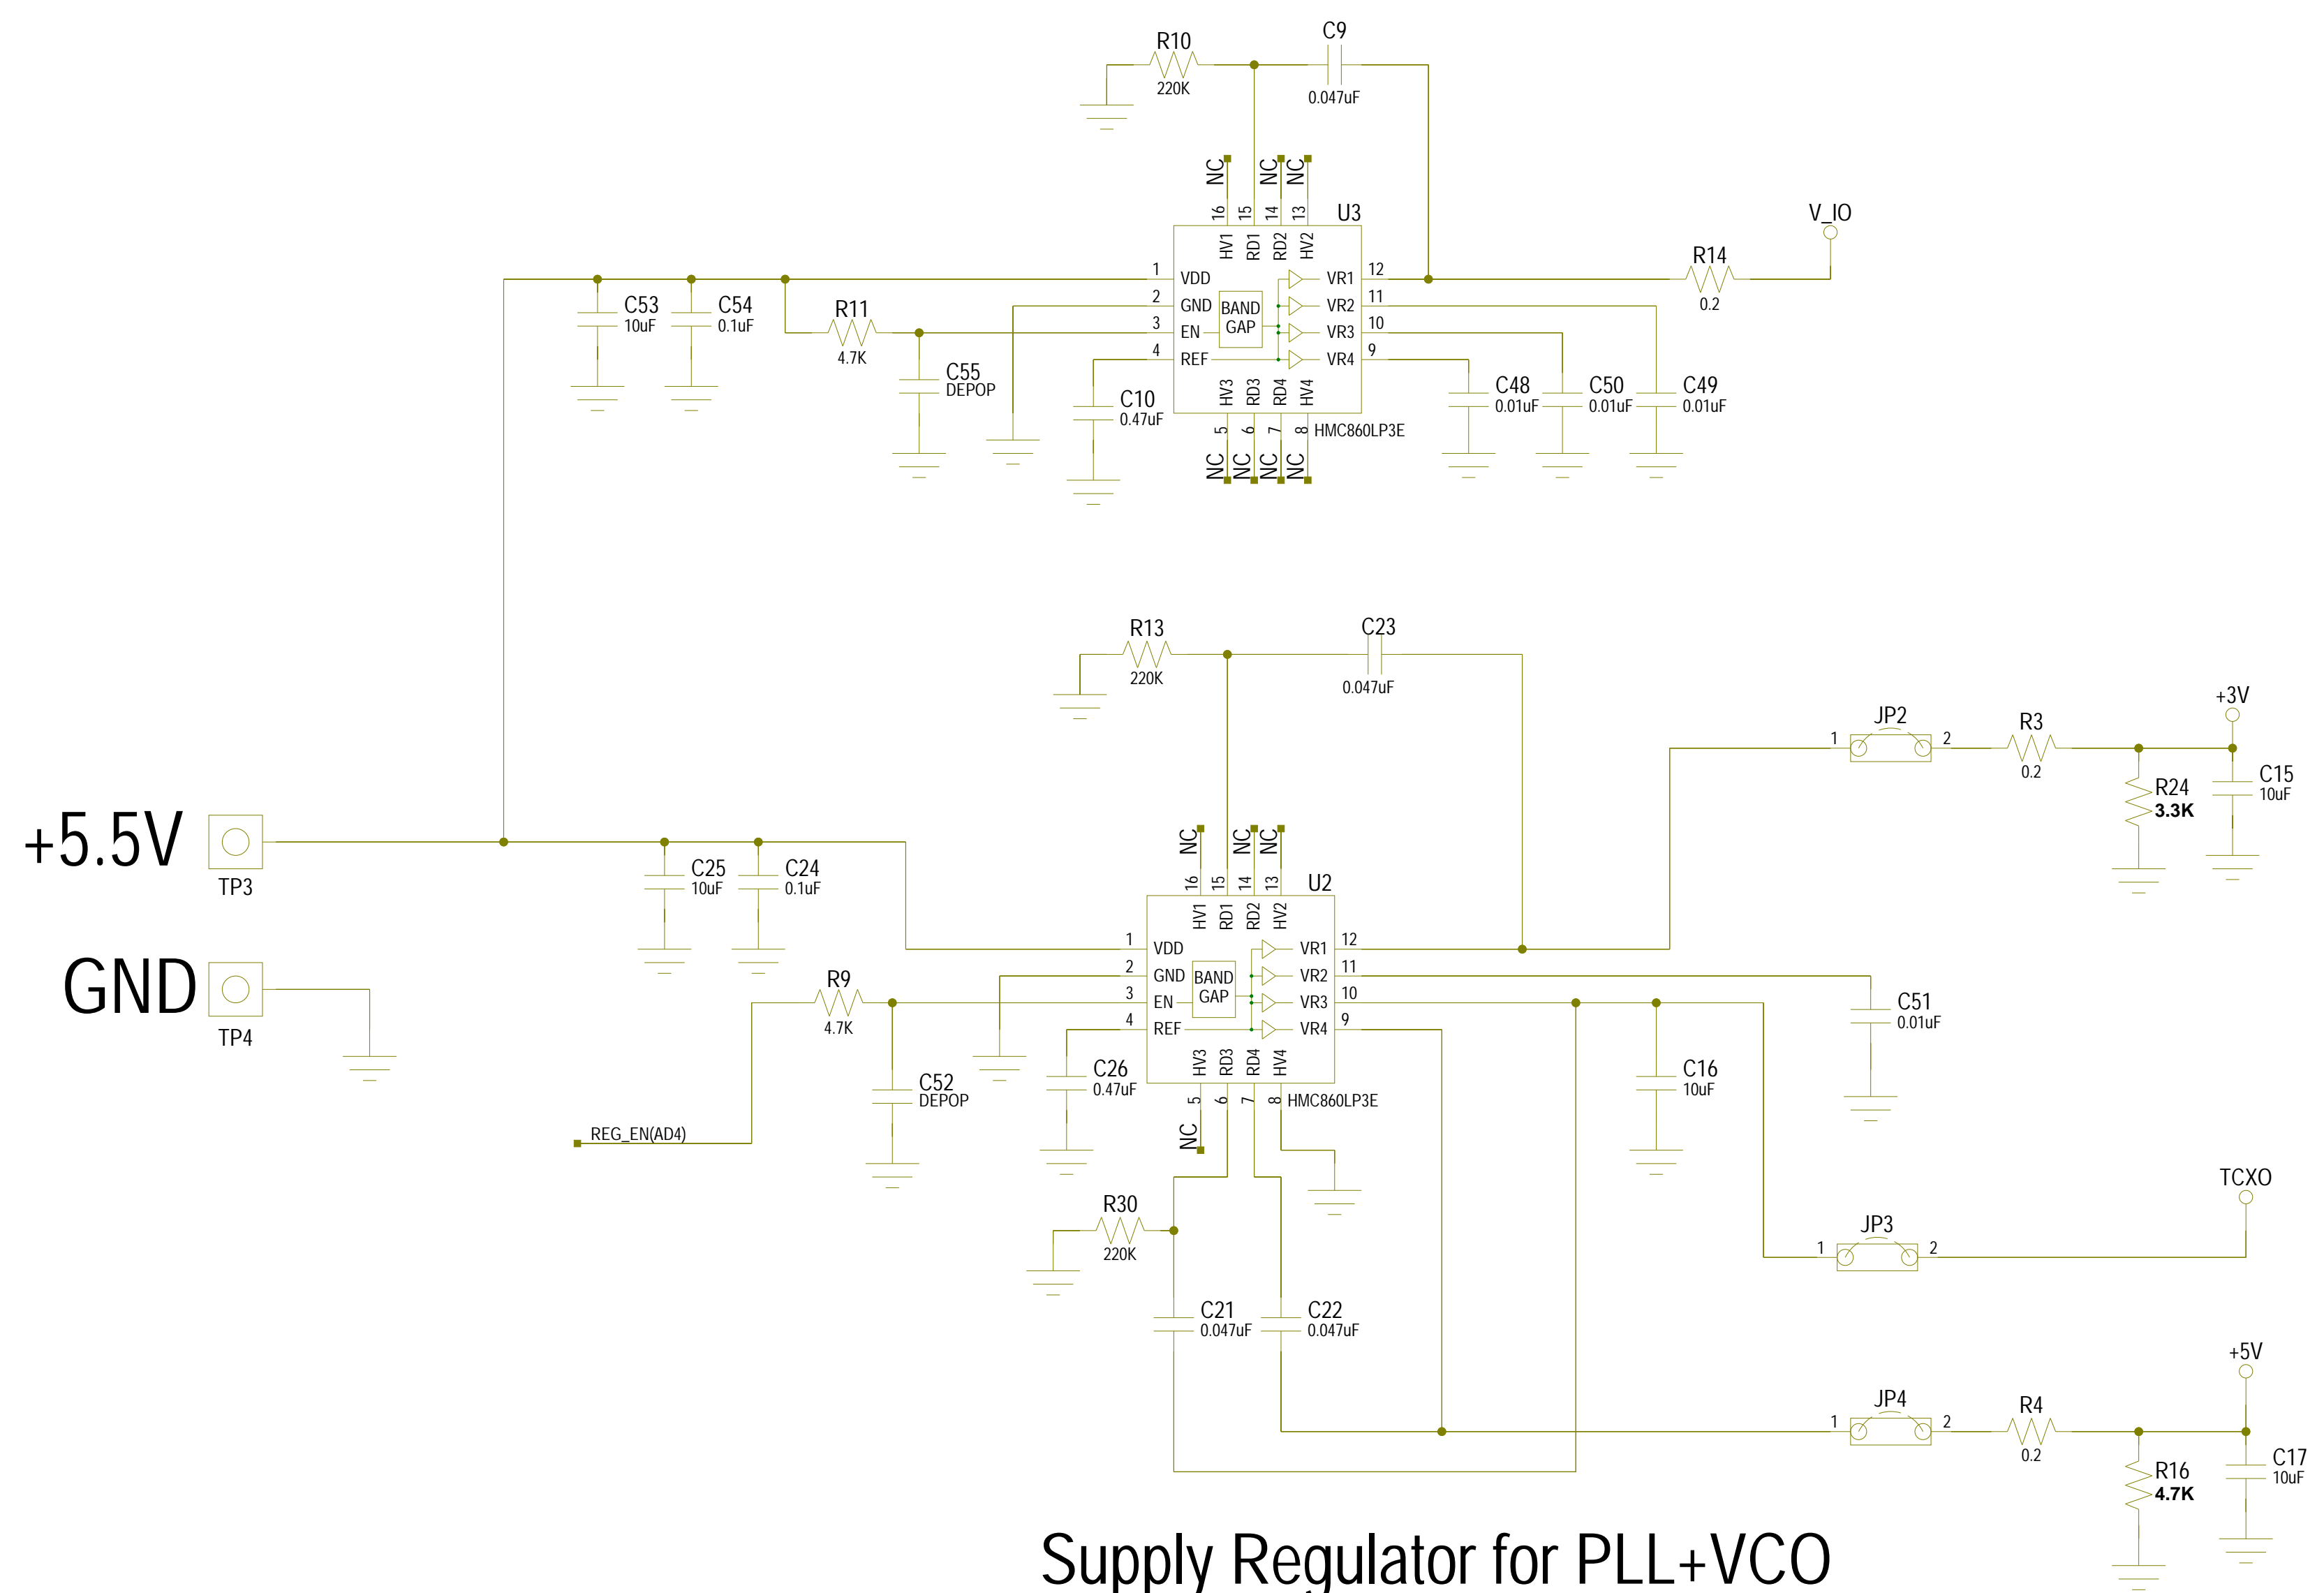 C9
R10
220K
0.047uF
NC
NC
NC
16
15
14
13
U3
HV1
RD1
RD2
HV2
V_IO
1
VDD
VR1
12
R14
0.2
2
GND
VR2
11
BAND
GAP
3
EN
VR3
10
4
REF
VR4
9
HV3
RD3
RD4
HV4
5
6
7
8
HMC860LP3E
NC
NC
NC
NC
C53
10uF
C54
0.1uF
R11
4.7K
C55
DEPOP
C10
0.47uF
C48
0.01uF
C50
0.01uF
C49
0.01uF
R13
220K
C23
0.047uF
+3V
JP2
1
2
R3
0.2
R24
3.3K
C15
10uF
+5.5V
TP3
C25
10uF
C24
0.1uF
NC
NC
NC
16
15
14
13
U2
HV1
RD1
RD2
HV2
1
VDD
VR1
12
2
GND
VR2
11
BAND
GAP
3
EN
VR3
10
4
REF
VR4
9
HV3
RD3
RD4
HV4
5
6
7
8
HMC860LP3E
NC
GND
TP4
R9
4.7K
C52
DEPOP
REG_EN(AD4)
C26
0.47uF
C51
0.01uF
C16
10uF
R30
220K
TCXO
JP3
1
2
C21
0.047uF
C22
0.047uF
+5V
JP4
1
2
R4
0.2
R16
4.7K
C17
10uF
Supply Regulator for PLL+VCO